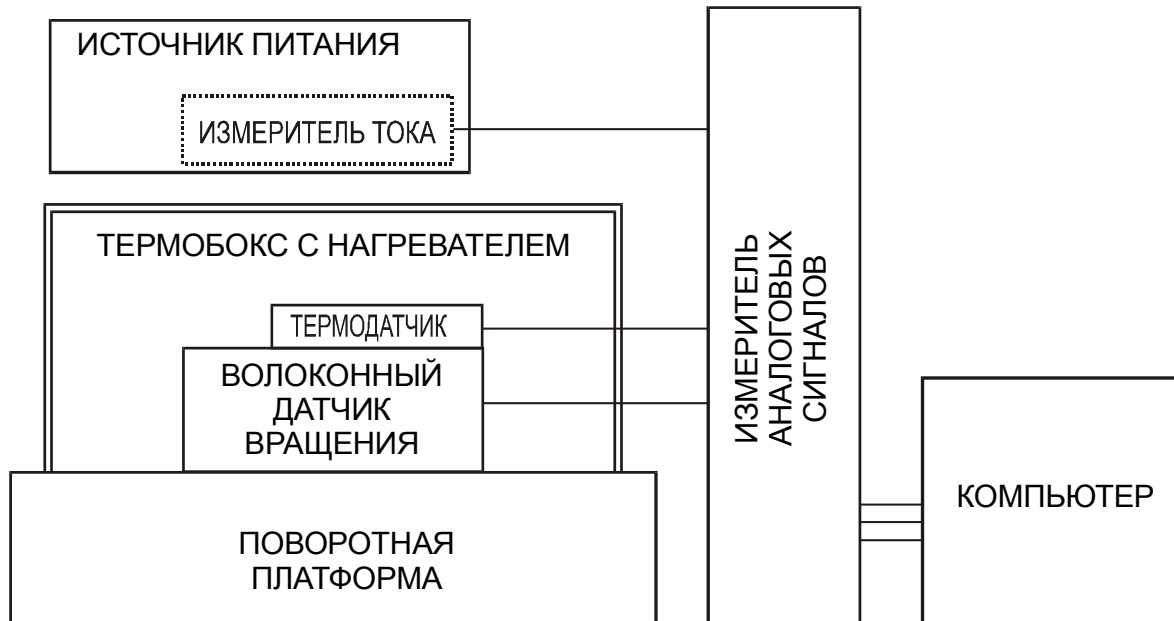 ИСТОЧНИК ПИТАНИЯ
ИЗМЕРИТЕЛЬ ТОКА
ТЕРМОБОКС С НАГРЕВАТЕЛЕМ
ТЕРМОДАТЧИК
ВОЛОКОННЫЙ
ДАТЧИК
ВРАЩЕНИЯ
ПОВОРОТНАЯ
ПЛАТФОРМА
ИЗМЕРИТЕЛЬ
АНАЛОГОВЫХ
СИГНАЛОВ
КОМПЬЮТЕР